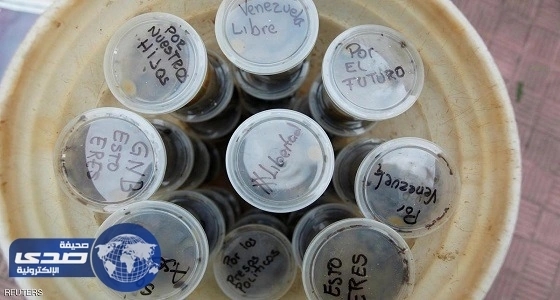 Venezuela
Libre
POR
NUESTRO
HIJOS
Por
EL
FUTURO
GNB
ESTO
ERES
X Libertad
Por
Venezuela
Por los
Presos
Politicos
ESTO
ERES
صحيفة
صدى
الإلكترونية
REUTERS